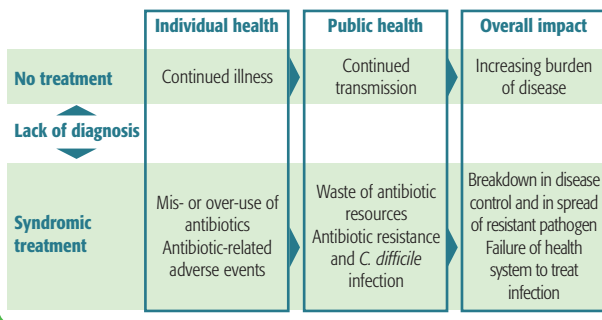 Individual health
Public health
Overall impact
No treatment
Continued illness
Continued
transmission
Increasing burden
of disease
Lack of diagnosis
Syndromic
treatment
Mis- or over-use of
antibiotics
Antibiotic-related
adverse events
Waste of antibiotic
resources
Antibiotic resistance
and C. difficile
infection
Breakdown in disease
control and in spread
of resistant pathogen
Failure of health
system to treat
infection